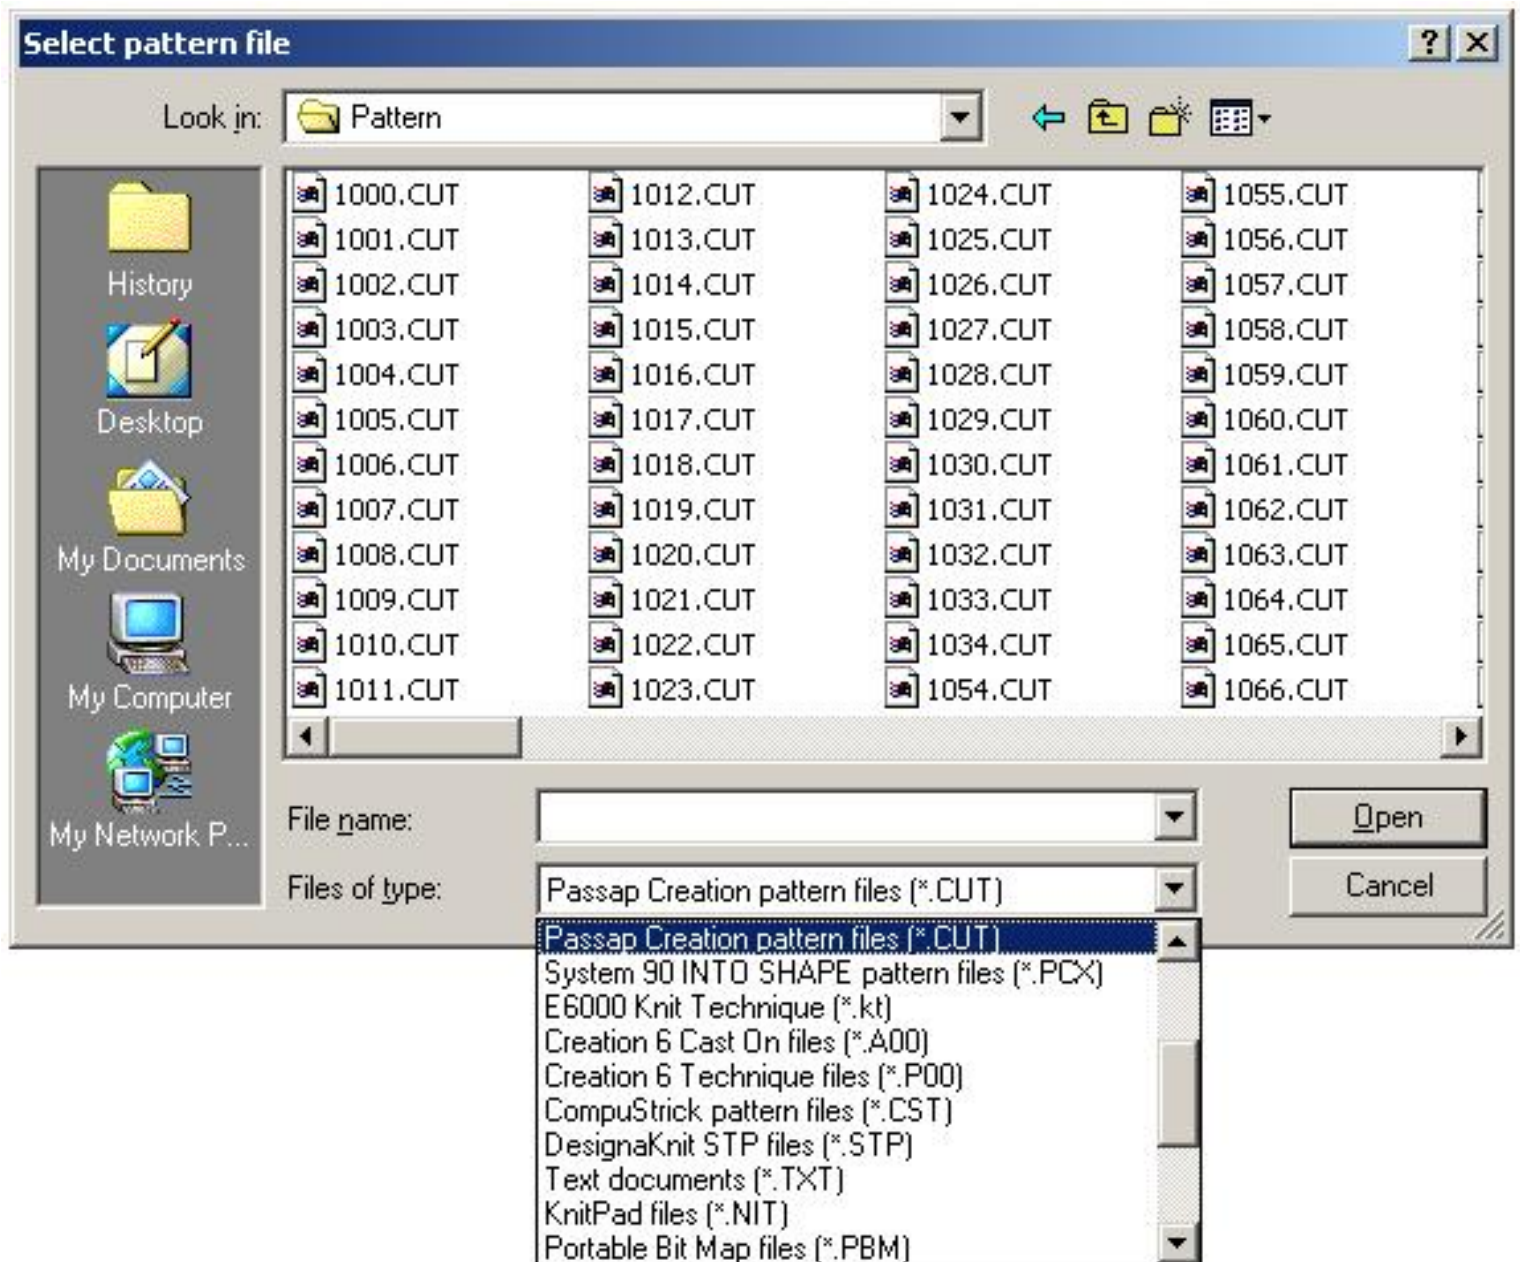 Select pattern file
Look in: Pattern
History
Desktop
My Documents
My Computer
My Network P...
1000.CUT 1012.CUT 1024.CUT 1055.CUT
1001.CUT 1013.CUT 1025.CUT 1056.CUT
1002.CUT 1014.CUT 1026.CUT 1057.CUT
1003.CUT 1015.CUT 1027.CUT 1058.CUT
1004.CUT 1016.CUT 1028.CUT 1059.CUT
1005.CUT 1017.CUT 1029.CUT 1060.CUT
1006.CUT 1018.CUT 1030.CUT 1061.CUT
1007.CUT 1019.CUT 1031.CUT 1062.CUT
1008.CUT 1020.CUT 1032.CUT 1063.CUT
1009.CUT 1021.CUT 1033.CUT 1064.CUT
1010.CUT 1022.CUT 1034.CUT 1065.CUT
1011.CUT 1023.CUT 1054.CUT 1066.CUT
File name: Open
Files of type: Passap Creation pattern files (*.CUT) Cancel
Passap Creation pattern files (*.CUT)
System 90 INTO SHAPE pattern files (*.PCX)
E6000 Knit Technique (*.kt)
Creation 6 Cast On files (*.A00)
Creation 6 Technique files (*.P00)
CompuStrick pattern files (*.CST)
DesignaKnit STP files (*.STP)
Text documents (*.TXT)
KnitPad files (*.NIT)
Portable Bit Map files (*.PBM)